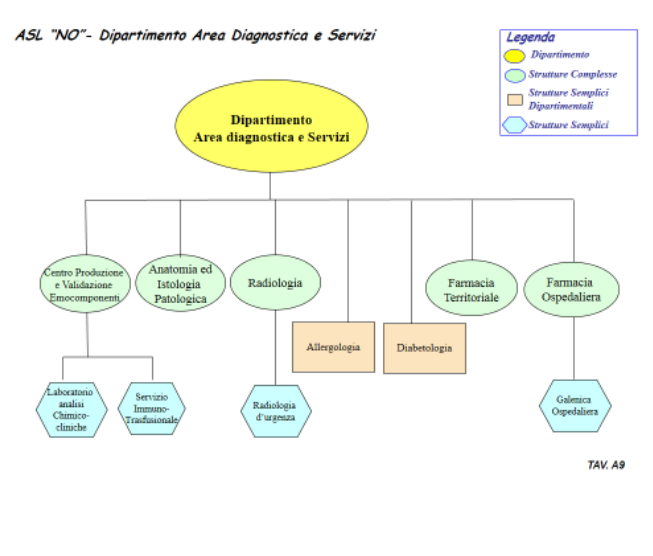 ASL "NO"- Dipartimento Area Diagnostica e Servizi
Legenda
Dipartimento
Strutture Complesse
Strutture Semplici
Dipartimentali
Strutture Semplici
Dipartimento
Area diagnostica e Servizi
Centro Produzione
e Validazione
Emocomponenti
Anatomia ed
Istologia
Patologica
Radiologia
Farmacia
Territoriale
Farmacia
Ospedaliera
Allergologia
Diabetologia
Laboratorio
analisi
Chimico-
cliniche
Servizio
Immuno-
Trasfusionale
Radiologia
d'urgenza
Galenica
Ospedaliera
TAV. A9